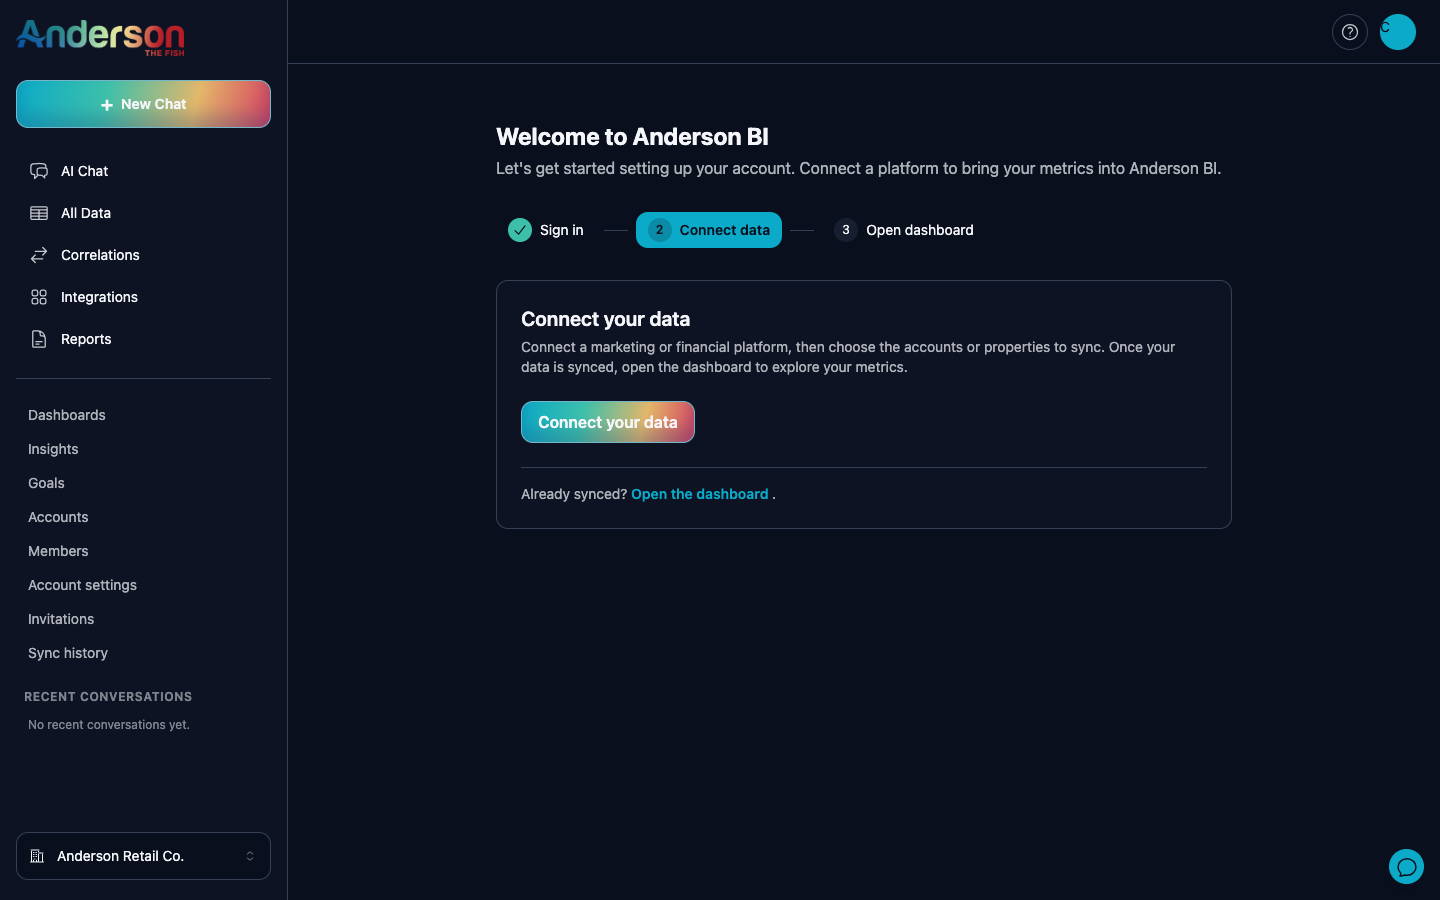 Anderson
THE FISH
New Chat
AI Chat
All Data
Correlations
Integrations
Reports
Dashboards
Insights
Goals
Accounts
Members
Account settings
Invitations
Sync history
RECENT CONVERSATIONS
No recent conversations yet.
Anderson Retail Co.
C
Welcome to Anderson BI
Let's get started setting up your account. Connect a platform to bring your metrics into Anderson BI.
Sign in
2 Connect data
3 Open dashboard
Connect your data
Connect a marketing or financial platform, then choose the accounts or properties to sync. Once your
data is synced, open the dashboard to explore your metrics.
Connect your data
Already synced? Open the dashboard .